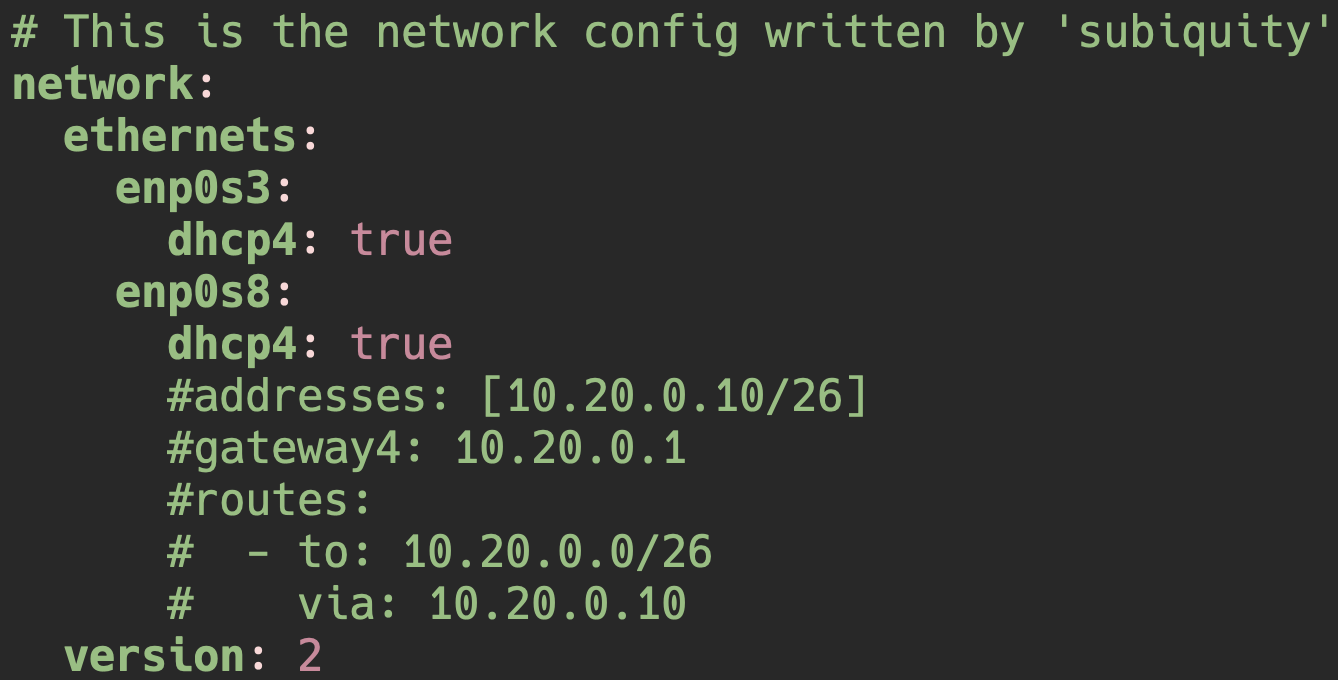 # This is the network config written by 'subiquity'
network:
  ethernets:
    enp0s3:
      dhcp4: true
    enp0s8:
      dhcp4: true
      #addresses: [10.20.0.10/26]
      #gateway4: 10.20.0.1
      #routes:
      #  - to: 10.20.0.0/26
      #    via: 10.20.0.10
  version: 2